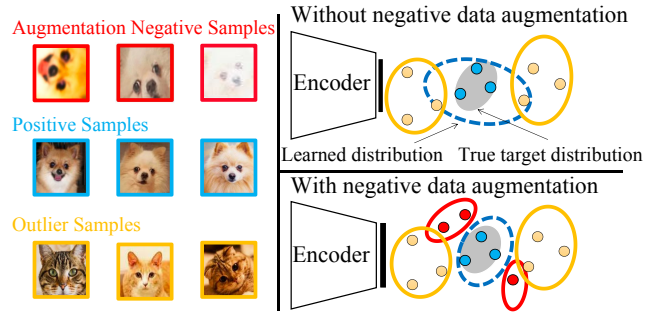 Augmentation Negative Samples
Positive Samples
Outlier Samples
Without negative data augmentation
Encoder
Learned distribution
True target distribution
With negative data augmentation
Encoder